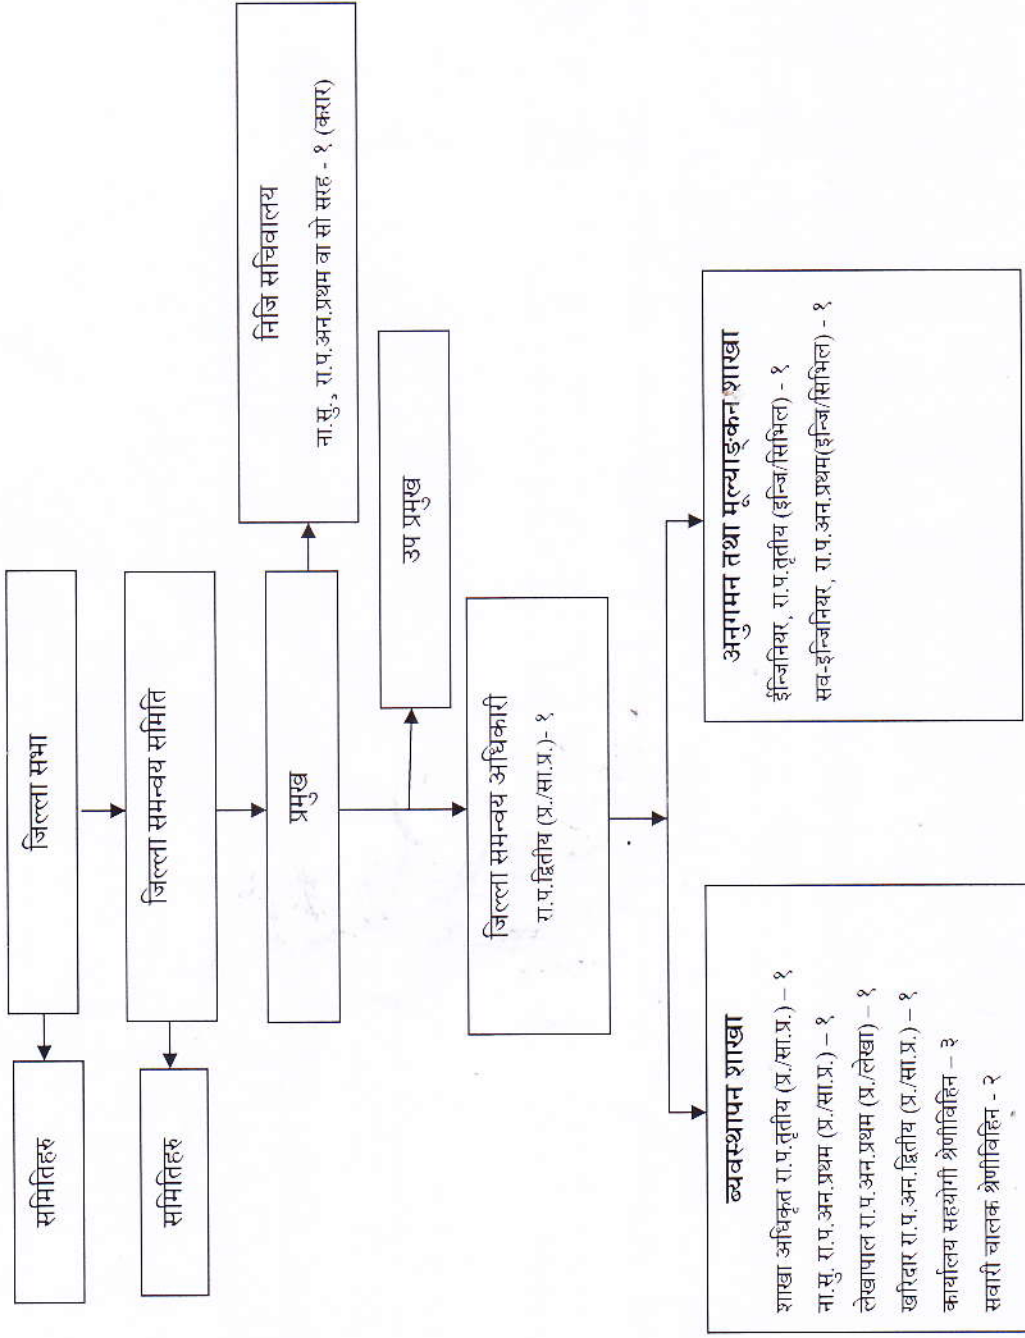 जिल्ला सभा
समितिहरु
जिल्ला समन्वय समिति
समितिहरु
प्रमुख
निजि सचिवालय
ना.सु., रा.प.अन.प्रथम वा सो सरह - १ (करार)
उप प्रमुख
जिल्ला समन्वय अधिकारी
रा.प.द्वितीय (प्र./सा.प्र.)- १
ब्यवस्थापन शाखा
शाखा अधिकृत रा.प.तृतीय (प्र./सा.प्र.) – १
ना.सु. रा.प.अन.प्रथम (प्र./सा.प्र.) – १
लेखापाल रा.प.अन.प्रथम (प्र./लेखा) – १
खरिदार रा.प.अन.द्वितीय (प्र./सा.प्र.) – १
कार्यालय सहयोगी श्रेणीविहिन – ३
सवारी चालक श्रेणीविहिन - २
अनुगमन तथा मूल्याङ्कन शाखा
ईन्जिनियर, रा.प.तृतीय (इन्जि/सिभिल) - १
सव-इन्जिनियर, रा.प.अन.प्रथम(इन्जि/सिभिल) - १